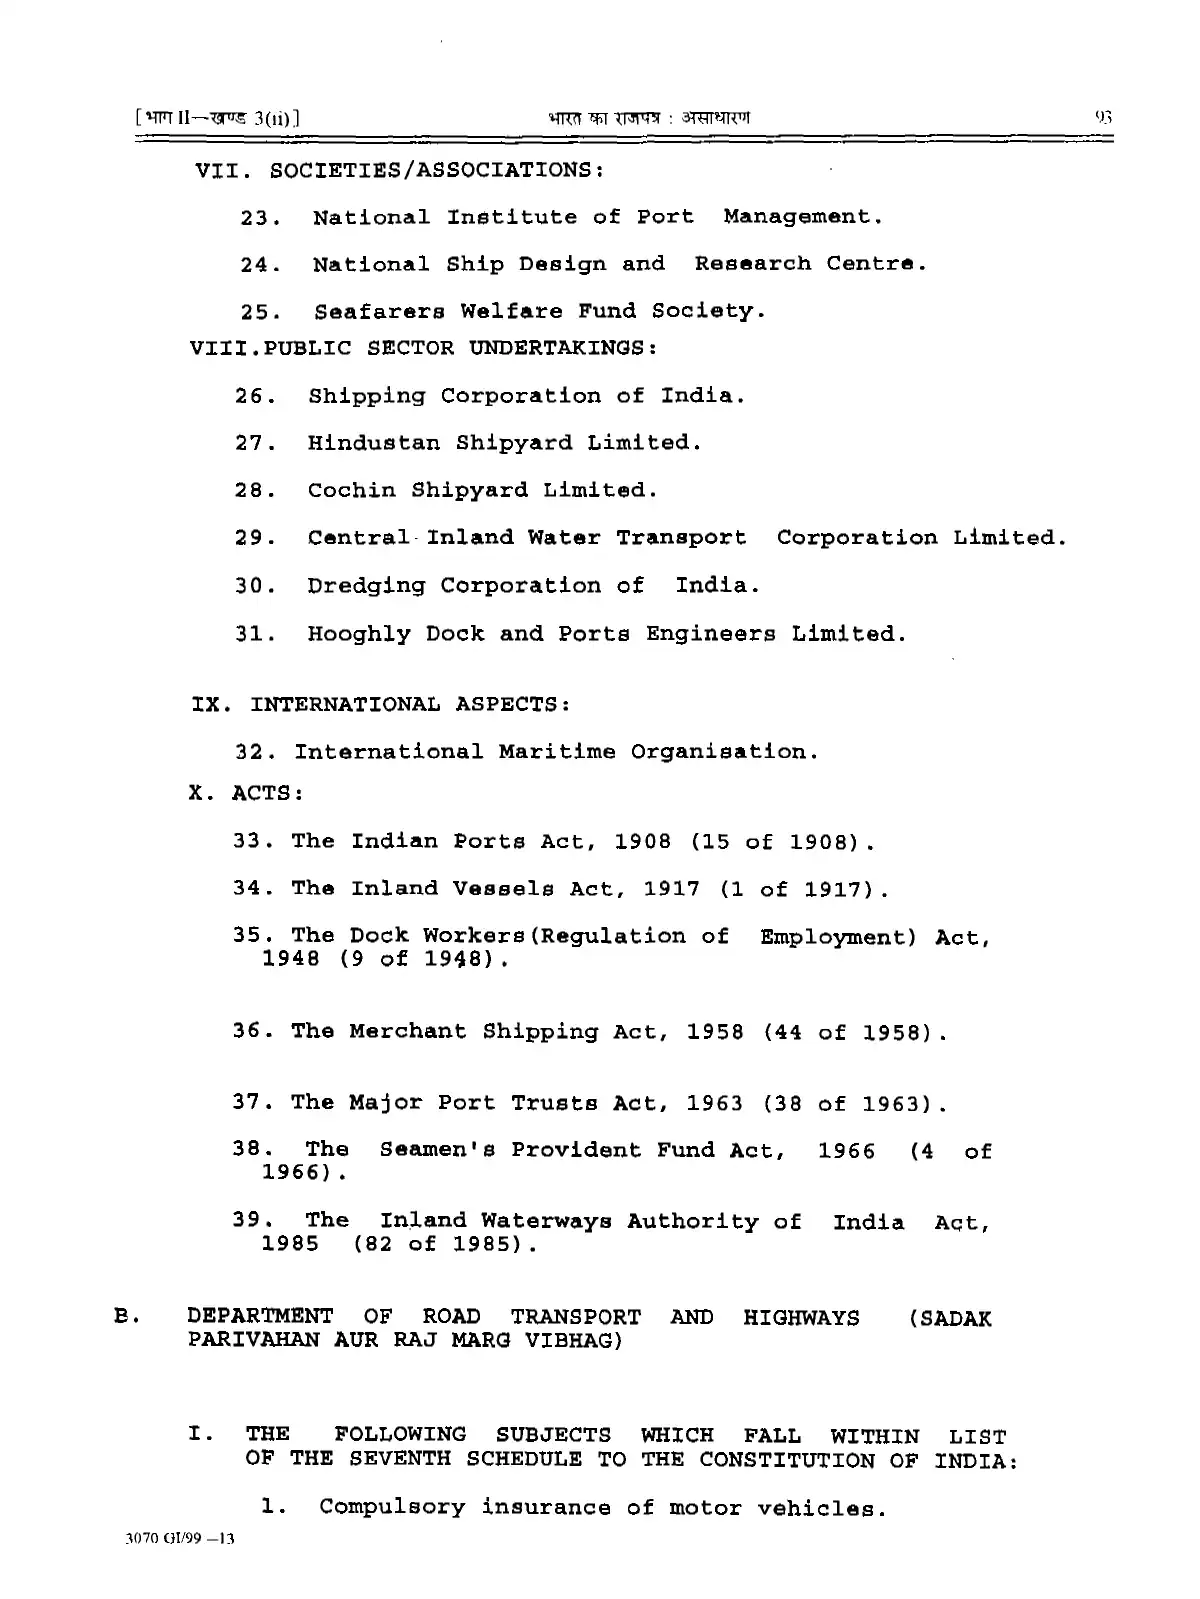 [ भाग II—खण्ड 3(ii) ] भारत का राजपत्र : असाधारण 93
VII. SOCIETIES/ASSOCIATIONS:
23. National Institute of Port Management.
24. National Ship Design and Research Centre.
25. Seafarers Welfare Fund Society.
VIII.PUBLIC SECTOR UNDERTAKINGS:
26. Shipping Corporation of India.
27. Hindustan Shipyard Limited.
28. Cochin Shipyard Limited.
29. Central Inland Water Transport Corporation Limited.
30. Dredging Corporation of India.
31. Hooghly Dock and Ports Engineers Limited.
IX. INTERNATIONAL ASPECTS:
32. International Maritime Organisation.
X. ACTS:
33. The Indian Ports Act, 1908 (15 of 1908).
34. The Inland Vessels Act, 1917 (1 of 1917).
35. The Dock Workers(Regulation of Employment) Act,
1948 (9 of 1948).
36. The Merchant Shipping Act, 1958 (44 of 1958).
37. The Major Port Trusts Act, 1963 (38 of 1963).
38. The Seamen's Provident Fund Act, 1966 (4 of
1966).
39. The Inland Waterways Authority of India Act,
1985 (82 of 1985).
B. DEPARTMENT OF ROAD TRANSPORT AND HIGHWAYS (SADAK
PARIVAHAN AUR RAJ MARG VIBHAG)
I. THE FOLLOWING SUBJECTS WHICH FALL WITHIN LIST
OF THE SEVENTH SCHEDULE TO THE CONSTITUTION OF INDIA:
1. Compulsory insurance of motor vehicles.
3070 GI/99—13